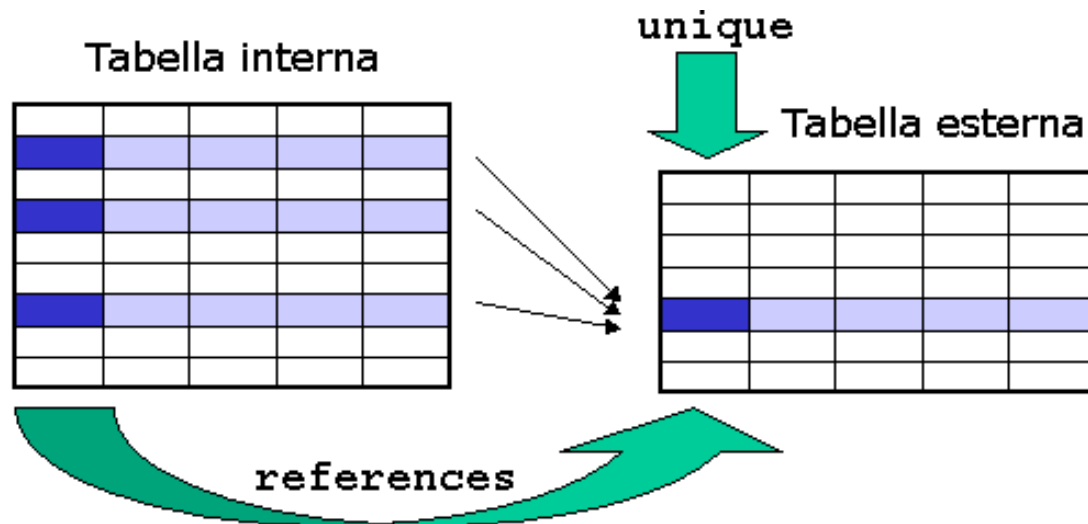 unique
Tabella interna
Tabella esterna
references